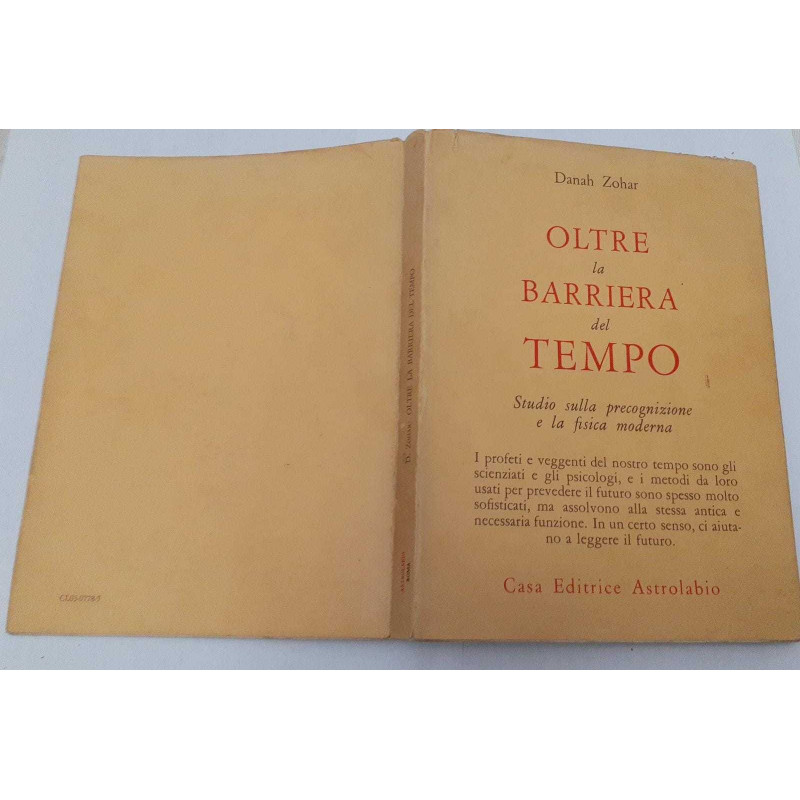 Danah Zohar
OLTRE
la
BARRIERA
del
TEMPO
Studio sulla precognizione
e la fisica moderna
I profeti e veggenti del nostro tempo sono gli
scienziati e gli psicologi, e i metodi da loro
usati per prevedere il futuro sono spesso molto
sofisticati, ma assolvono alla stessa antica e
necessaria funzione. In un certo senso, ci aiuta-
no a leggere il futuro.
Casa Editrice Astrolabio
D. Zohar OLTRE LA BARRIERA DEL TEMPO
ASTROLABIO
ROMA